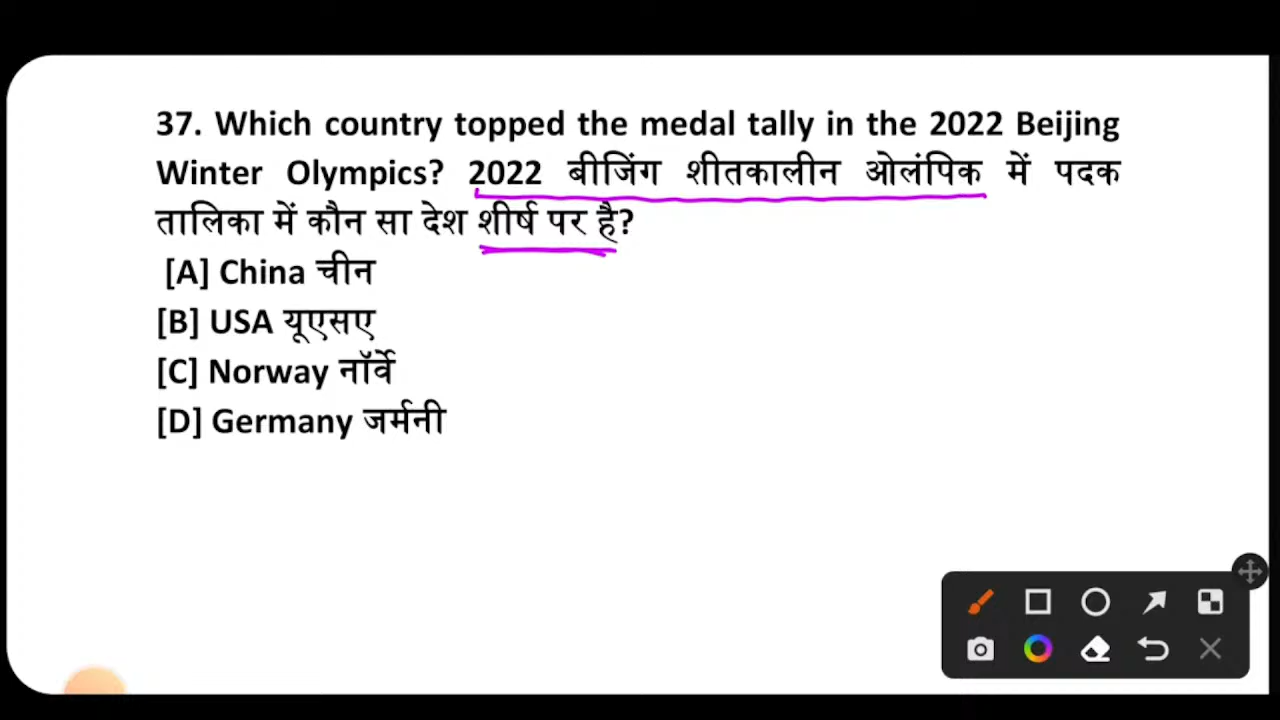 37. Which country topped the medal tally in the 2022 Beijing
Winter Olympics? 2022 बीजिंग शीतकालीन ओलंपिक में पदक
तालिका में कौन सा देश शीर्ष पर है?
[A] China चीन
[B] USA यूएसए
[C] Norway नॉर्वे
[D] Germany जर्मनी